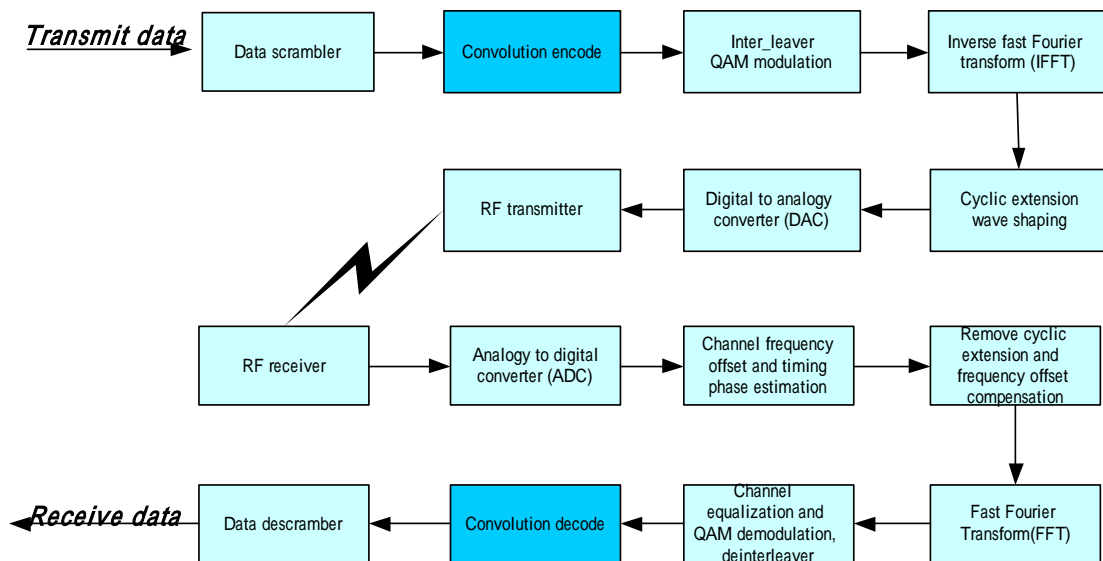 Transmit data
Data scrambler
Convolution encode
Inter_leaver
QAM modulation
Inverse fast Fourier
transform (IFFT)
RF transmitter
Digital to analogy
converter (DAC)
Cyclic extension
wave shaping
RF receiver
Analogy to digital
converter (ADC)
Channel frequency
offset and timing
phase estimation
Remove cyclic
extension and
frequency offset
compensation
Receive data
Data descramber
Convolution decode
Channel
equalization and
QAM demodulation,
deinterleaver
Fast Fourier
Transform(FFT)